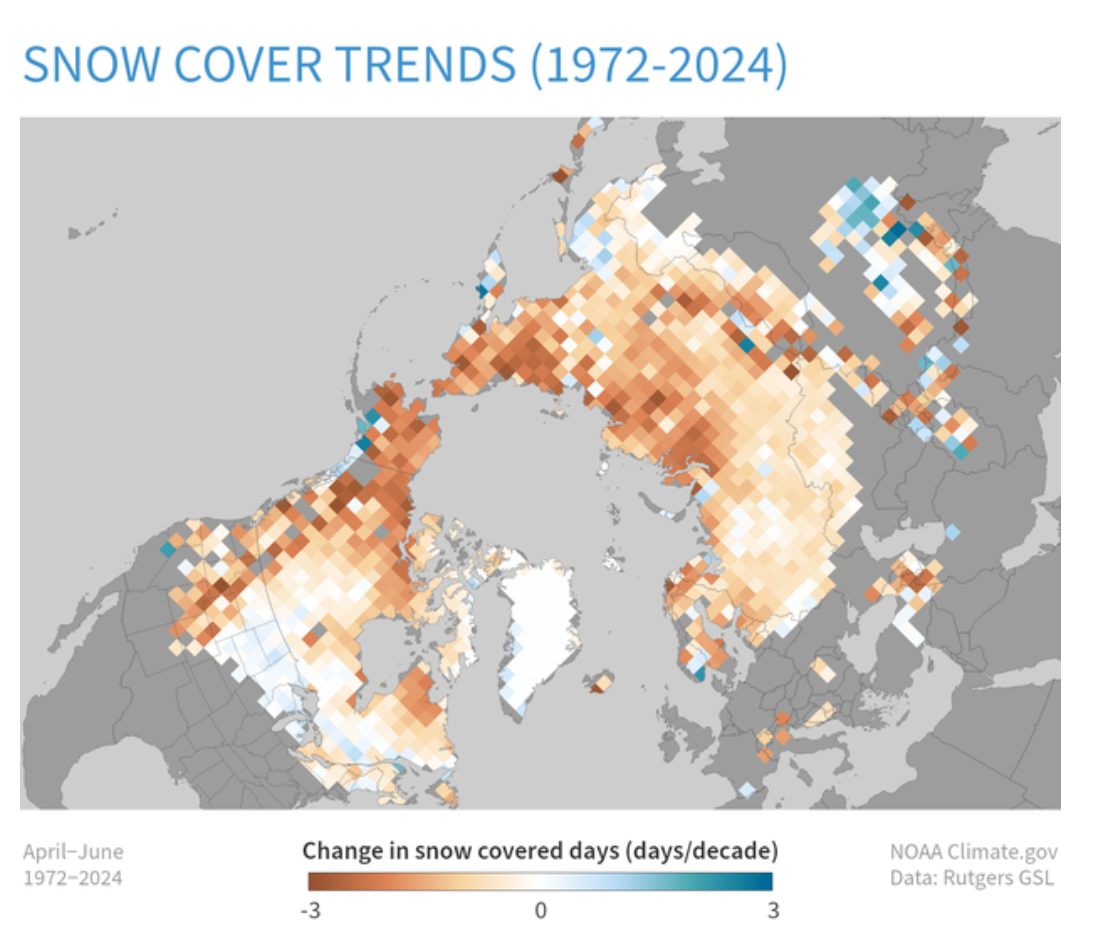 SNOW COVER TRENDS (1972-2024)
April–June
1972–2024
Change in snow covered days (days/decade)
-3 0 3
NOAA Climate.gov
Data: Rutgers GSL